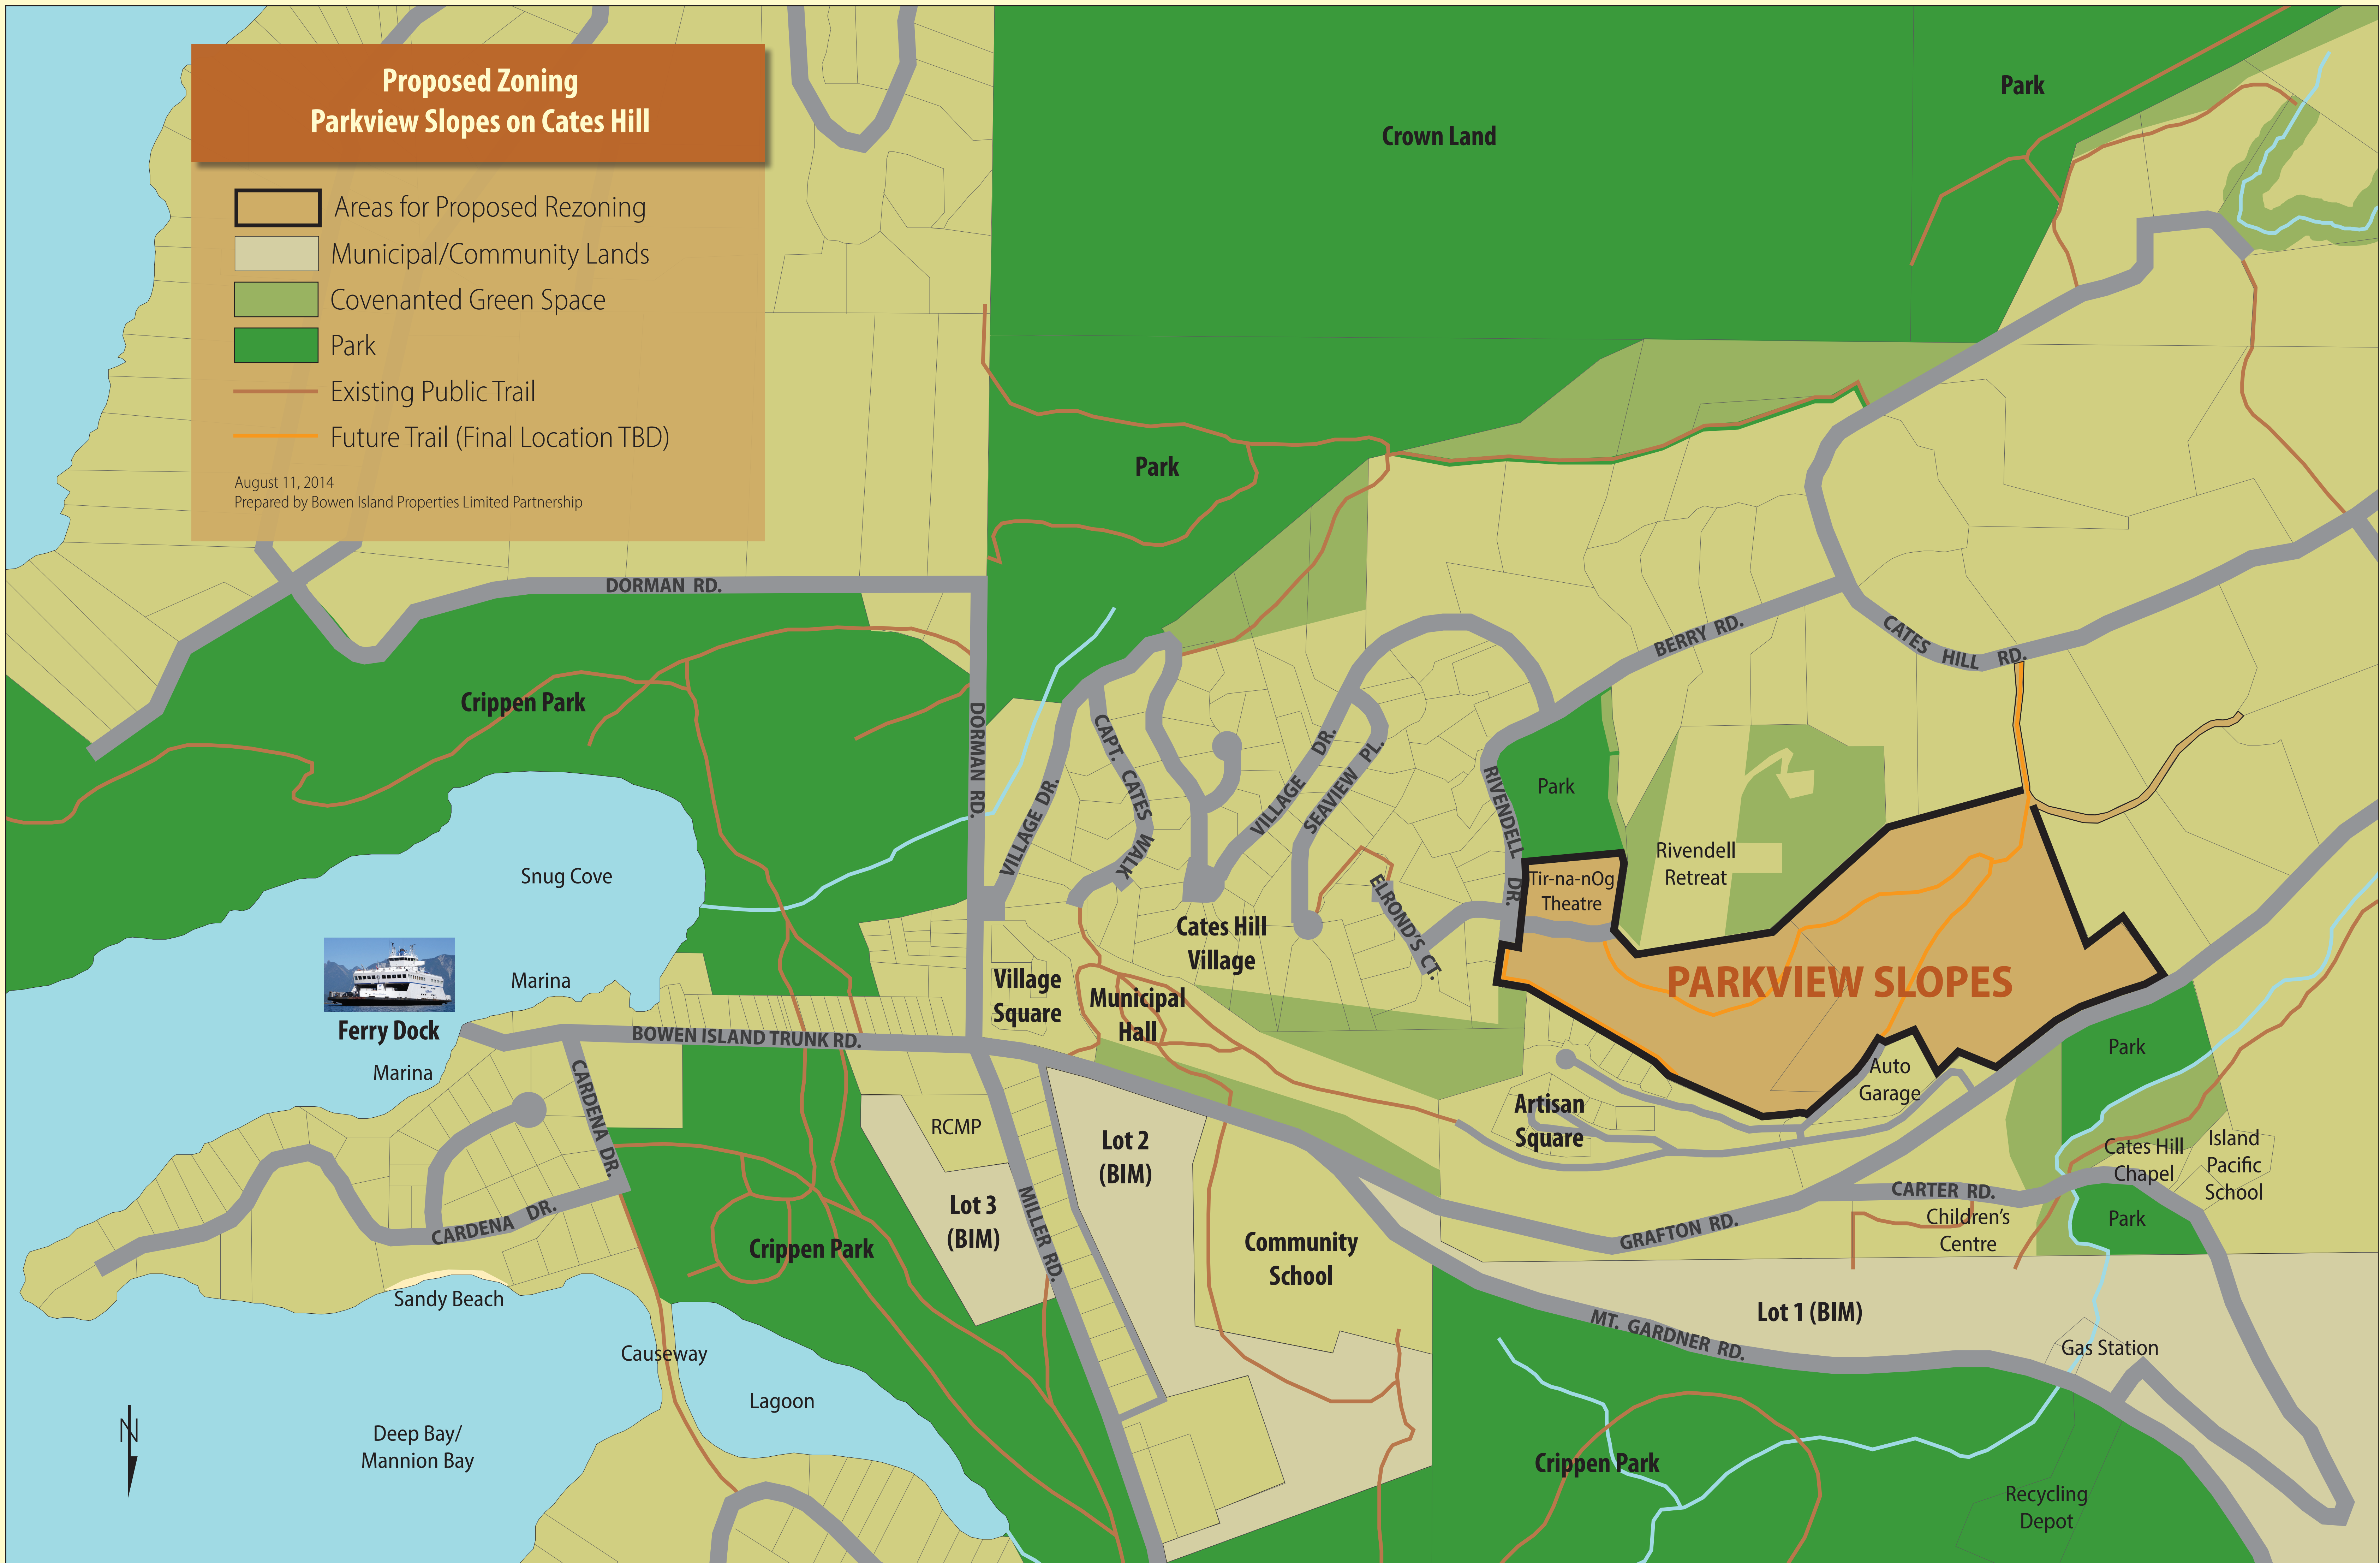 Proposed Zoning
Parkview Slopes on Cates Hill
Areas for Proposed Rezoning
Municipal/Community Lands
Covenanted Green Space
Park
Existing Public Trail
Future Trail (Final Location TBD)
August 11, 2014
Prepared by Bowen Island Properties Limited Partnership
Park
Crown Land
Park
DORMAN RD.
BERRY RD.
CATES HILL RD.
Crippen Park
DORMAN RD.
CAPT. CATES WALK
VILLAGE DR.
VILLAGE DR.
SEAVIEW PL.
RIVENDELL DR.
Park
Rivendell
Retreat
Tir-na-nOg
Theatre
Snug Cove
ELROND'S CT.
Cates Hill
Village
Marina
Village
Square
Municipal
Hall
PARKVIEW SLOPES
Ferry Dock
BOWEN ISLAND TRUNK RD.
Marina
CARDENA DR.
Park
Auto
Garage
Artisan
Square
RCMP
Lot 2
(BIM)
Cates Hill
Chapel
Island
Pacific
School
Lot 3
(BIM)
MILLER RD.
CARTER RD.
Children's
Centre
Park
CARDENA DR.
GRAFTON RD.
Crippen Park
Community
School
Sandy Beach
Lot 1 (BIM)
MT. GARDNER RD.
Gas Station
Causeway
Lagoon
N
Deep Bay/
Mannion Bay
Crippen Park
Recycling
Depot